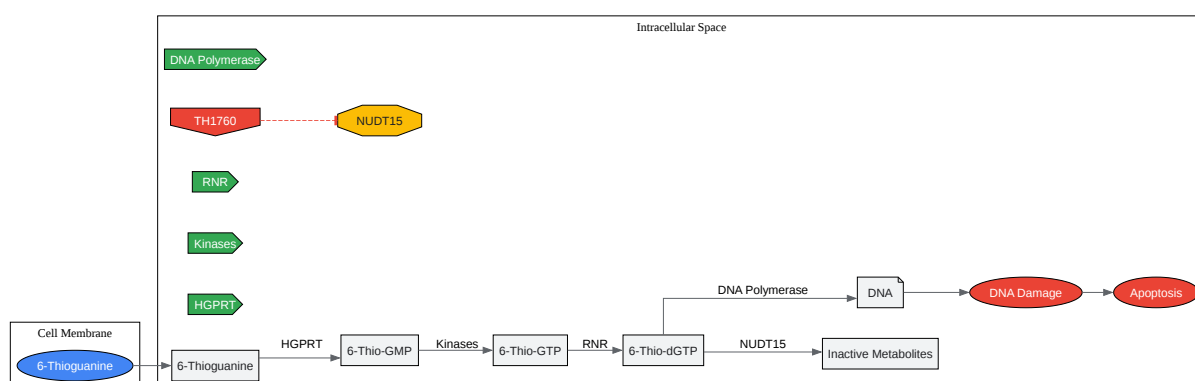 Intracellular Space
DNA Polymerase
TH1760
NUDT15
RNR
Kinases
HGPRT
Cell Membrane
6-Thioguanine
6-Thioguanine
HGPRT
6-Thio-GMP
Kinases
6-Thio-GTP
RNR
6-Thio-dGTP
DNA Polymerase
DNA
DNA Damage
Apoptosis
NUDT15
Inactive Metabolites